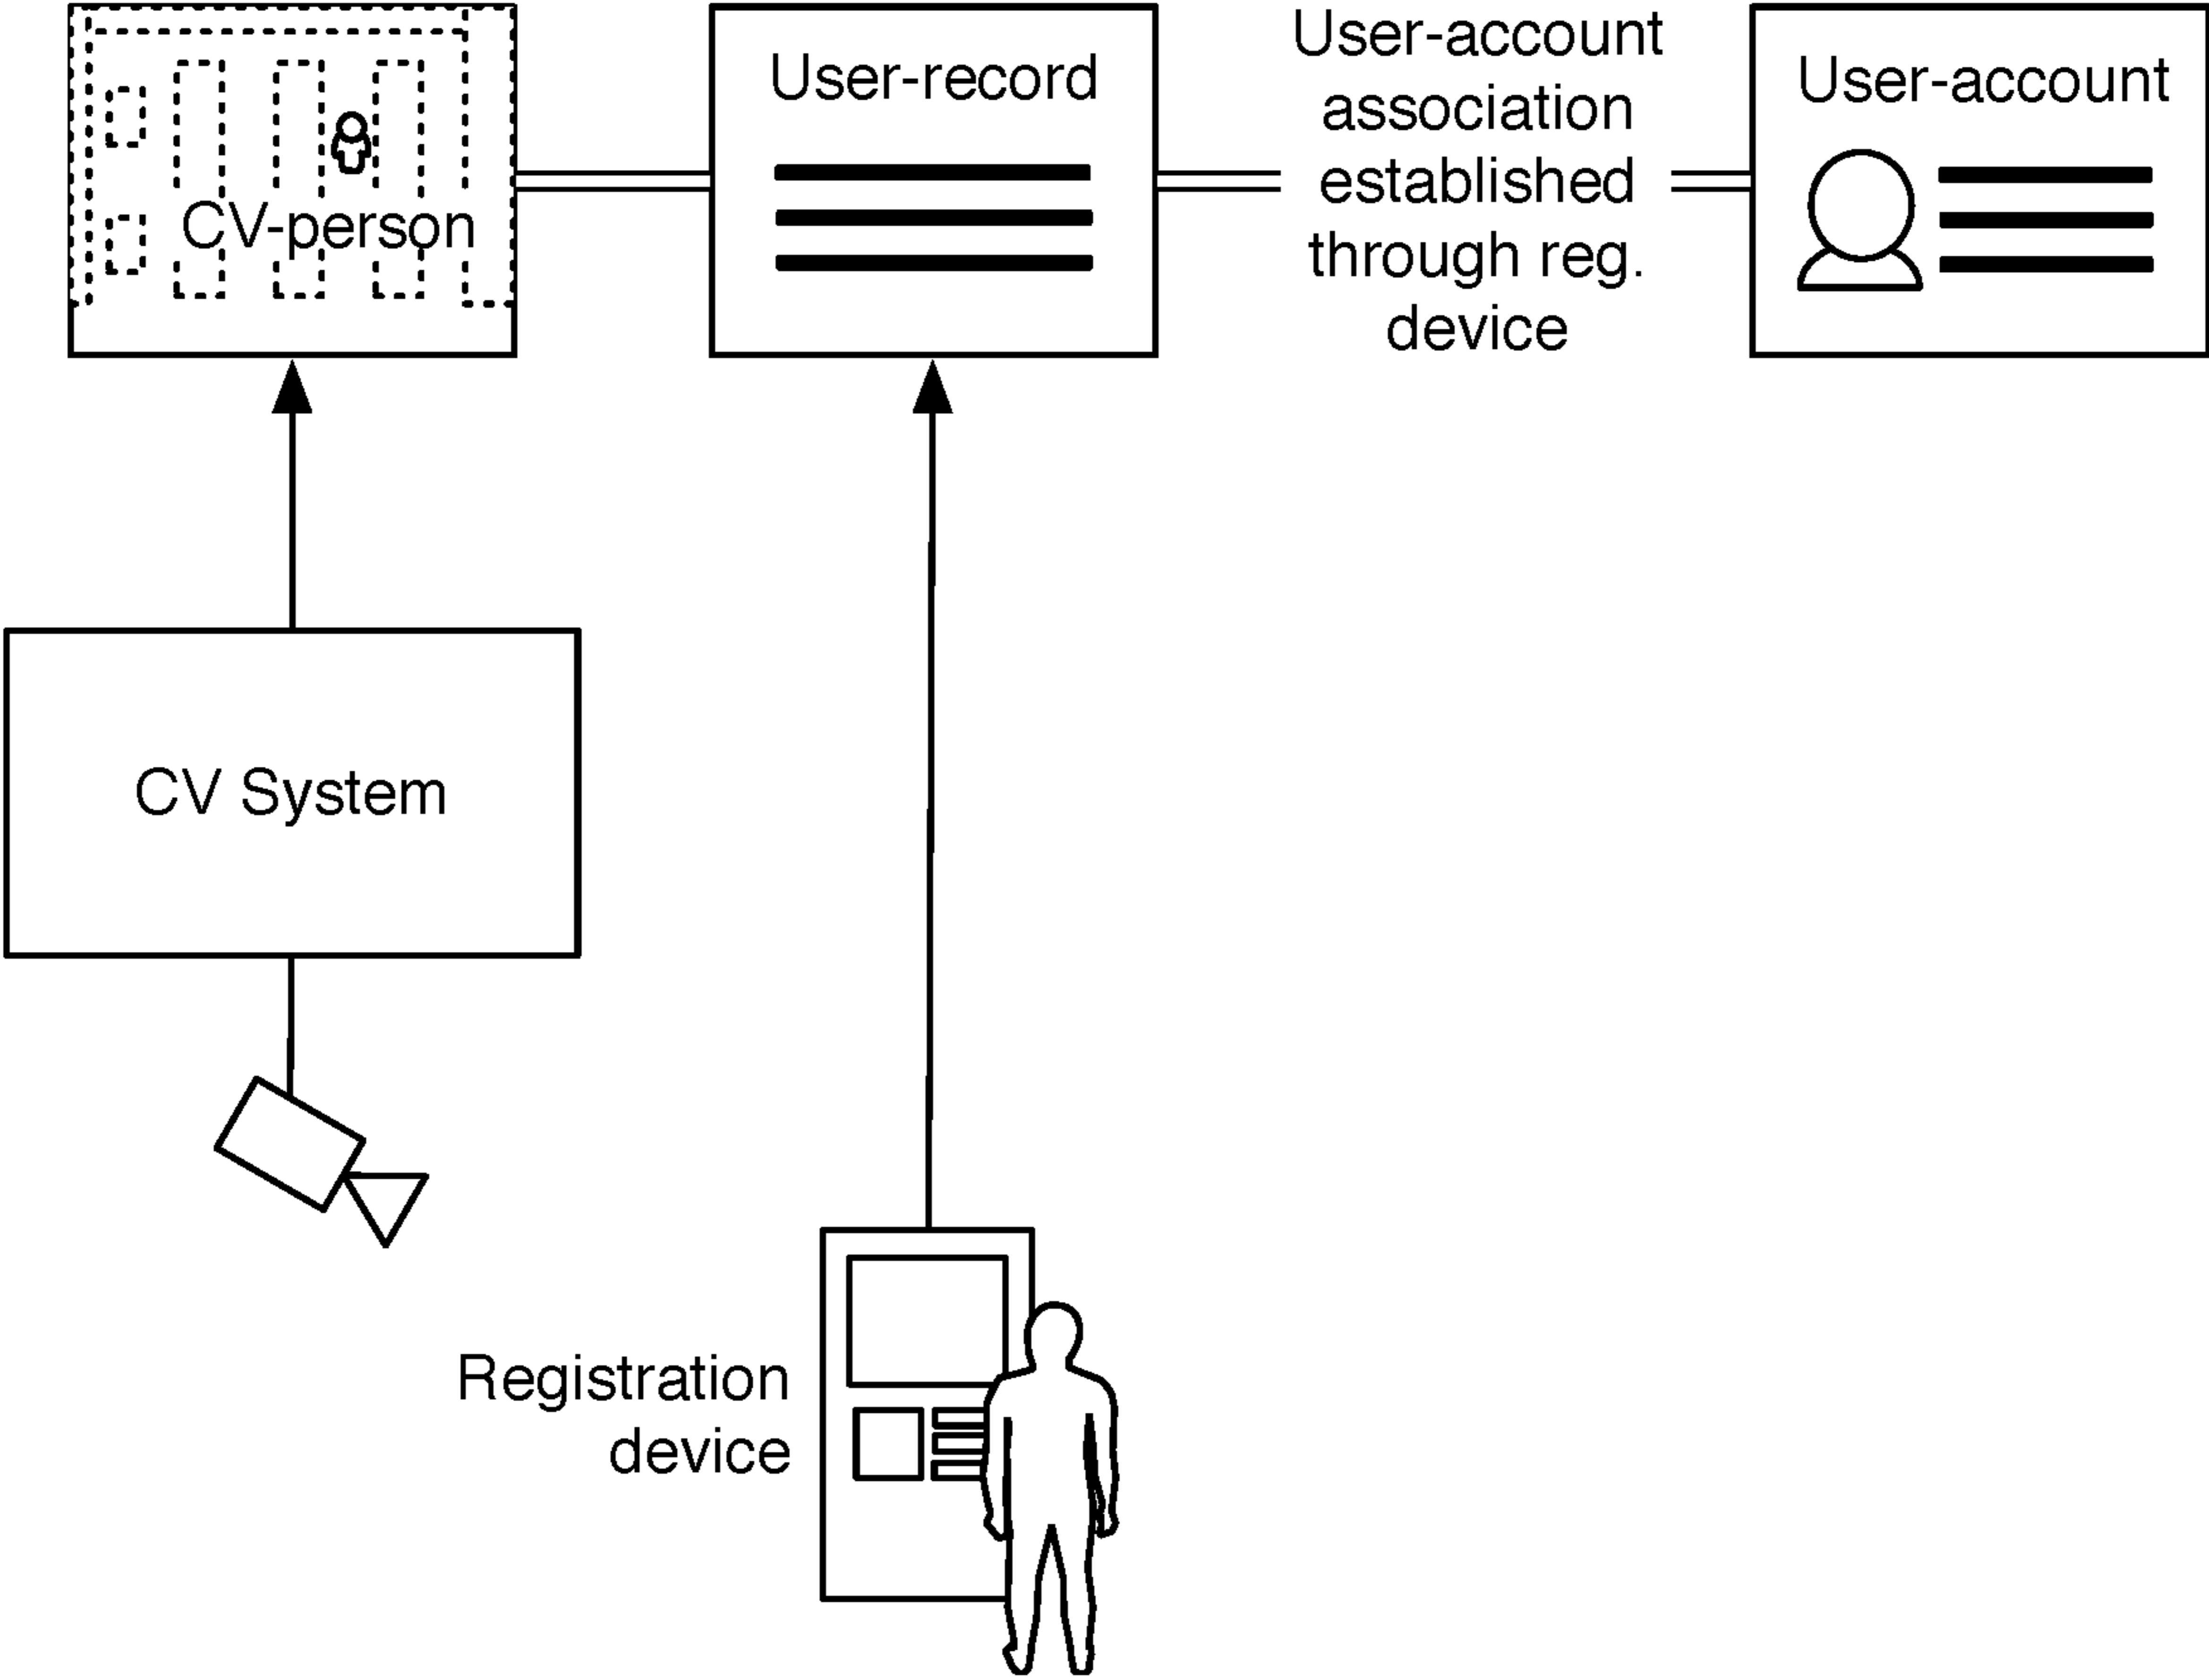 CV-person
User-record
User-account
association
established
through reg.
device
User-account
CV System
Registration
device